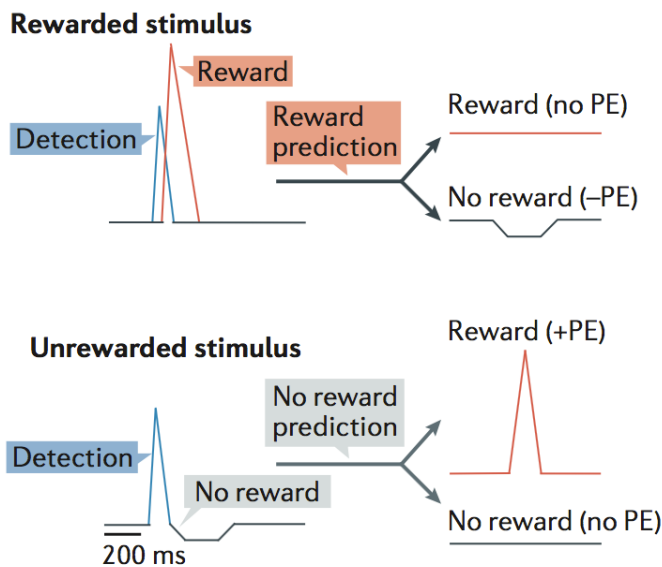 Rewarded stimulus
Reward
Detection
Reward
prediction
Reward (no PE)
No reward (–PE)
Unrewarded stimulus
Detection
No reward
200 ms
No reward
prediction
Reward (+PE)
No reward (no PE)